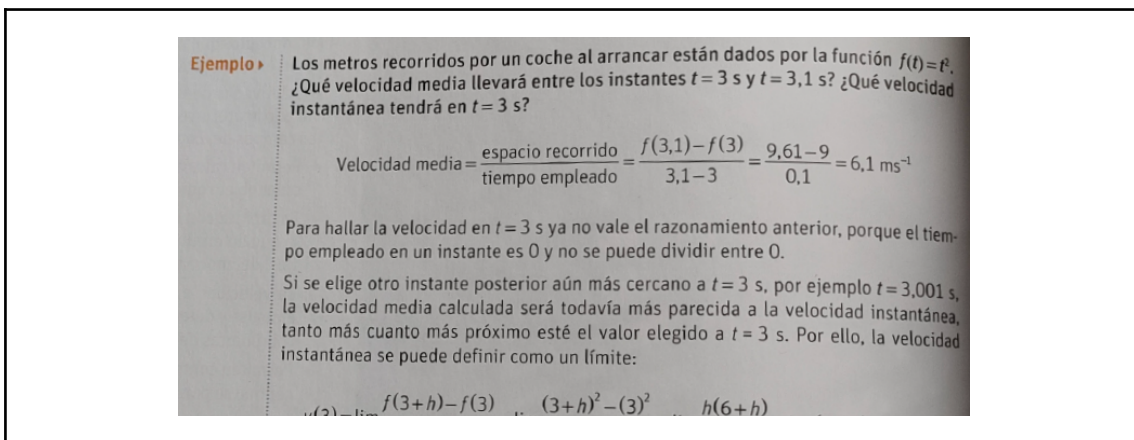 Ejemplo▸ Los metros recorridos por un coche al arrancar están dados por la función f(t)=t².
¿Qué velocidad media llevará entre los instantes t = 3 s y t = 3,1 s? ¿Qué velocidad
instantánea tendrá en t = 3 s?
Velocidad media = espacio recorrido / tiempo empleado = f(3,1)−f(3) / 3,1−3 = 9,61−9 / 0,1 = 6,1 ms⁻¹
Para hallar la velocidad en t = 3 s ya no vale el razonamiento anterior, porque el tiem-
po empleado en un instante es 0 y no se puede dividir entre 0.
Si se elige otro instante posterior aún más cercano a t = 3 s, por ejemplo t = 3,001 s,
la velocidad media calculada será todavía más parecida a la velocidad instantánea,
tanto más cuanto más próximo esté el valor elegido a t = 3 s. Por ello, la velocidad
instantánea se puede definir como un límite:
f(3+h)−f(3) (3+h)²−(3)² h(6+h)